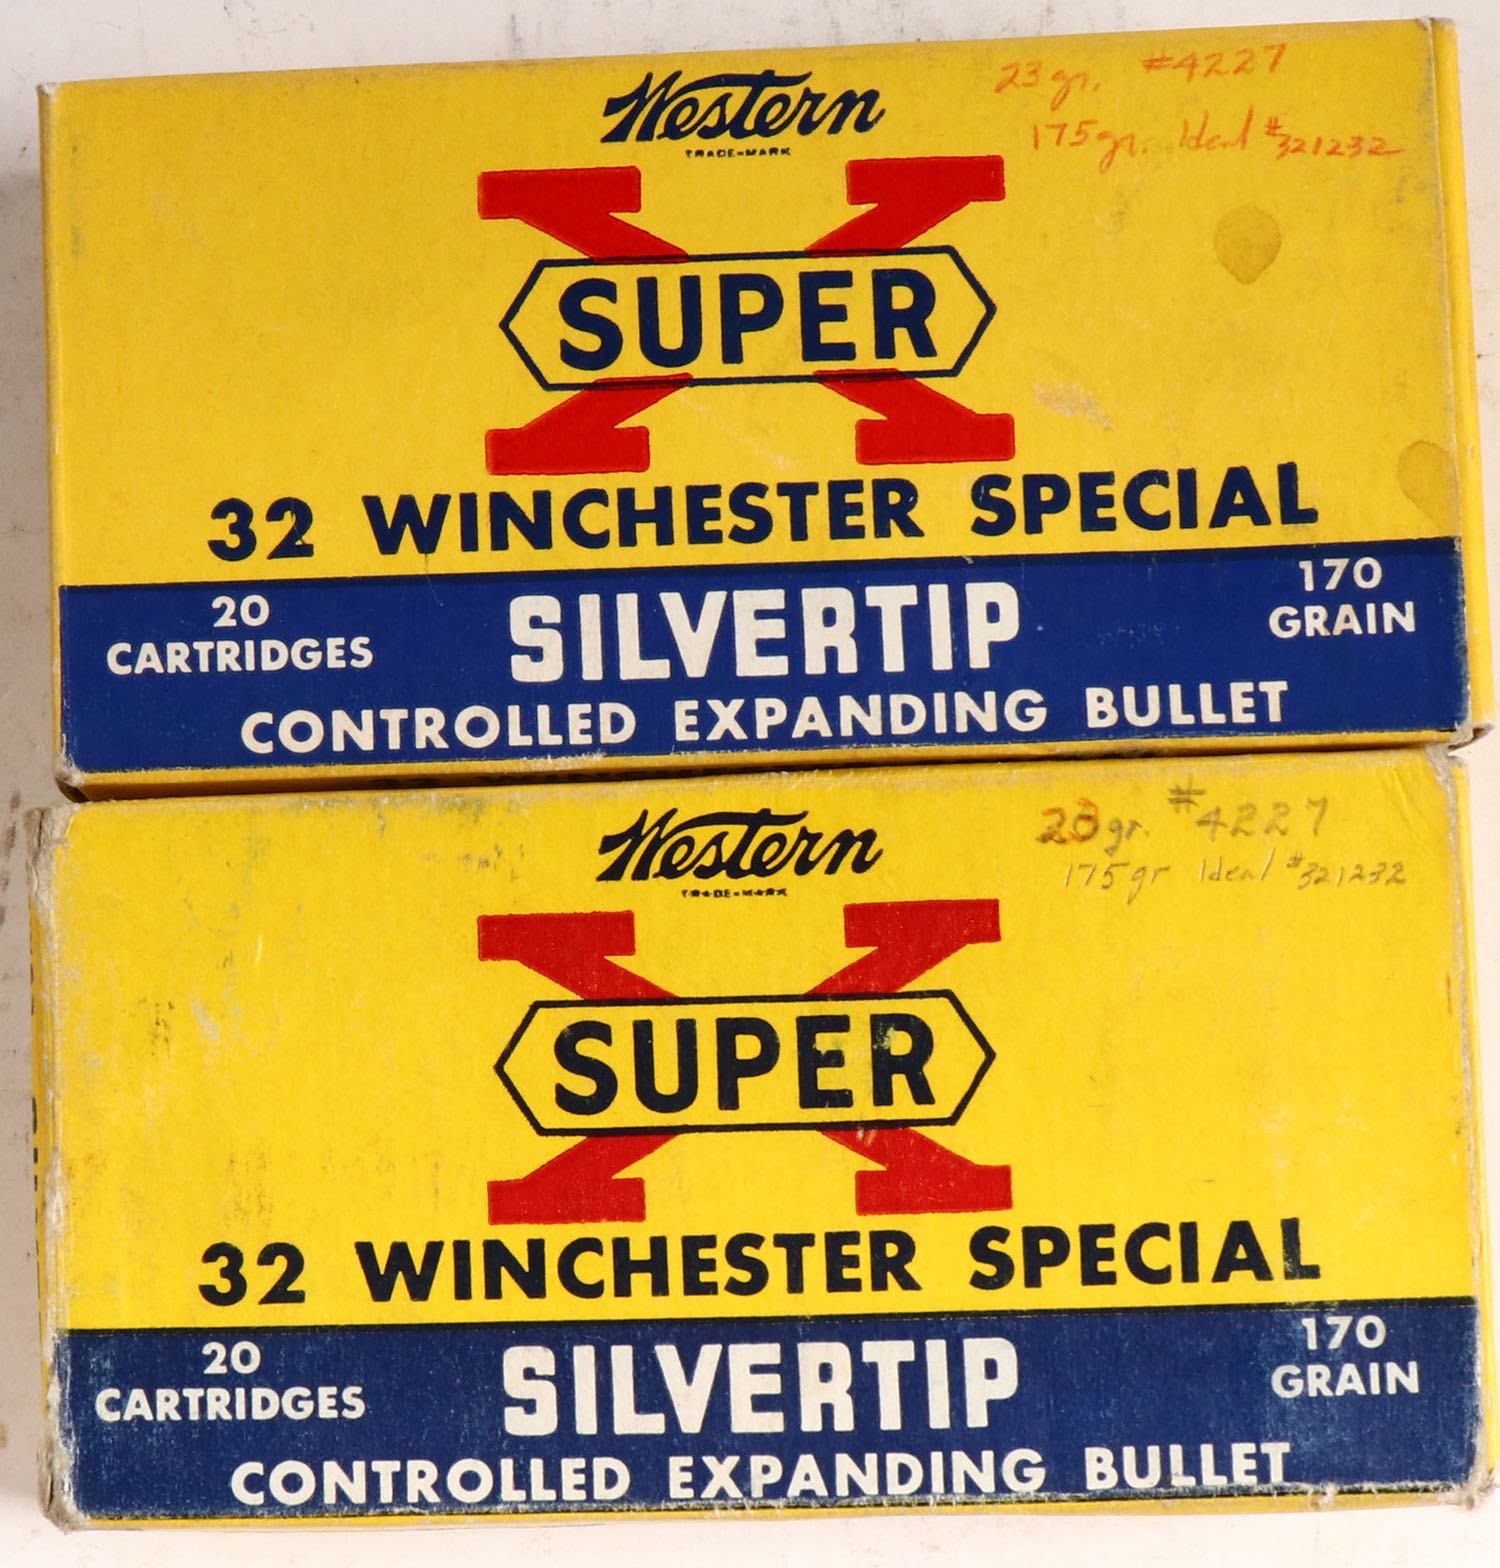 Western
23 gr. #4227
TRADE-MARK
175 gr. Ideal #321232
X
SUPER
32 WINCHESTER SPECIAL
20
CARTRIDGES
SILVERTIP
170
GRAIN
CONTROLLED EXPANDING BULLET
Western
gr. #4227
TRADE-MARK
175 gr Ideal #321232
X
SUPER
32 WINCHESTER SPECIAL
20
CARTRIDGES
SILVERTIP
170
GRAIN
CONTROLLED EXPANDING BULLET